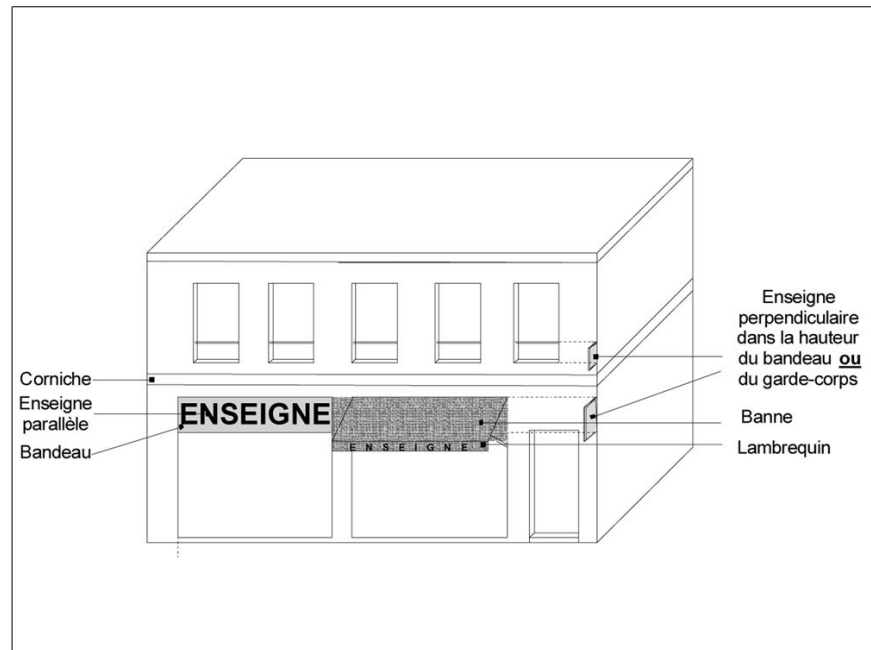 Enseigne
perpendiculaire
dans la hauteur
du bandeau ou
du garde-corps
Corniche
Enseigne
parallèle
Bandeau
ENSEIGNE
ENSEIGNE
Banne
Lambrequin